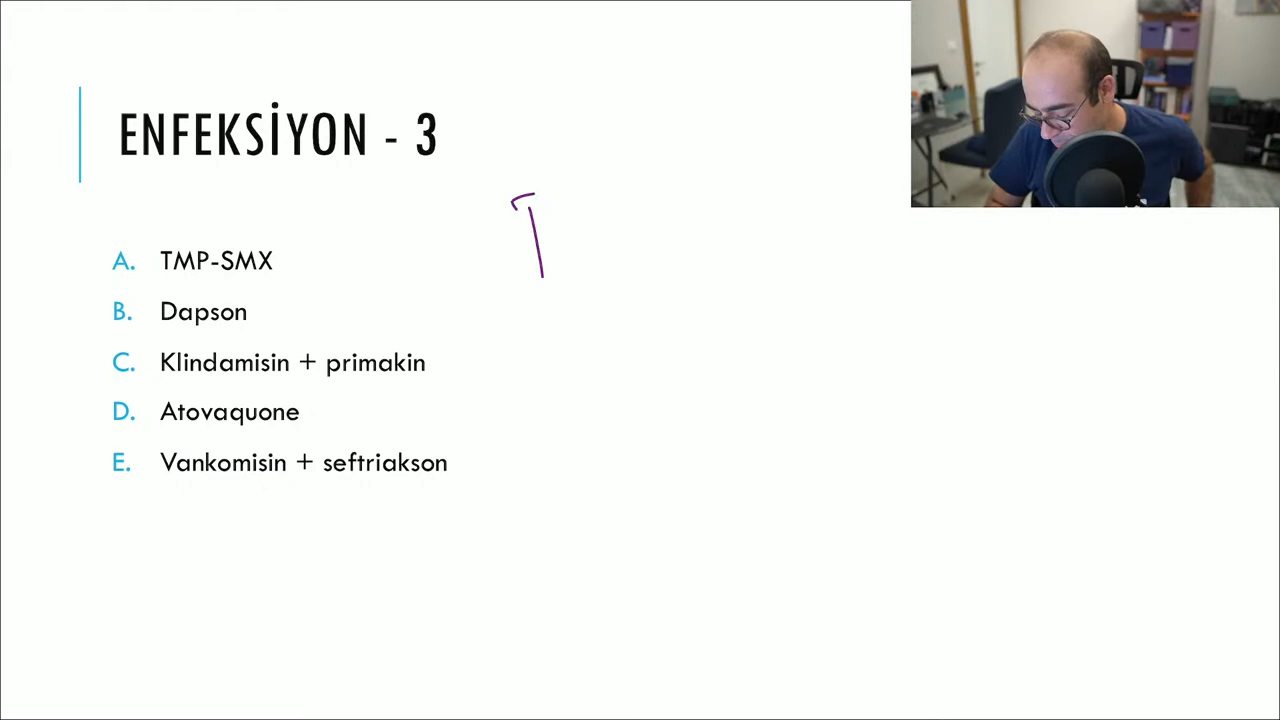 ENFEKSİYON - 3
A. TMP-SMX
B. Dapson
C. Klindamisin + primakin
D. Atovaquone
E. Vankomisin + seftriakson